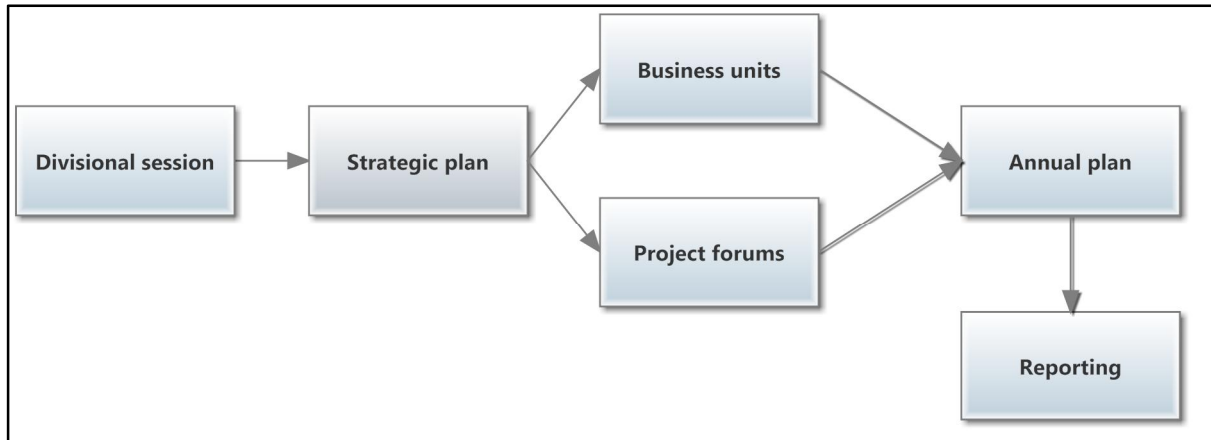 Divisional session
Strategic plan
Business units
Project forums
Annual plan
Reporting